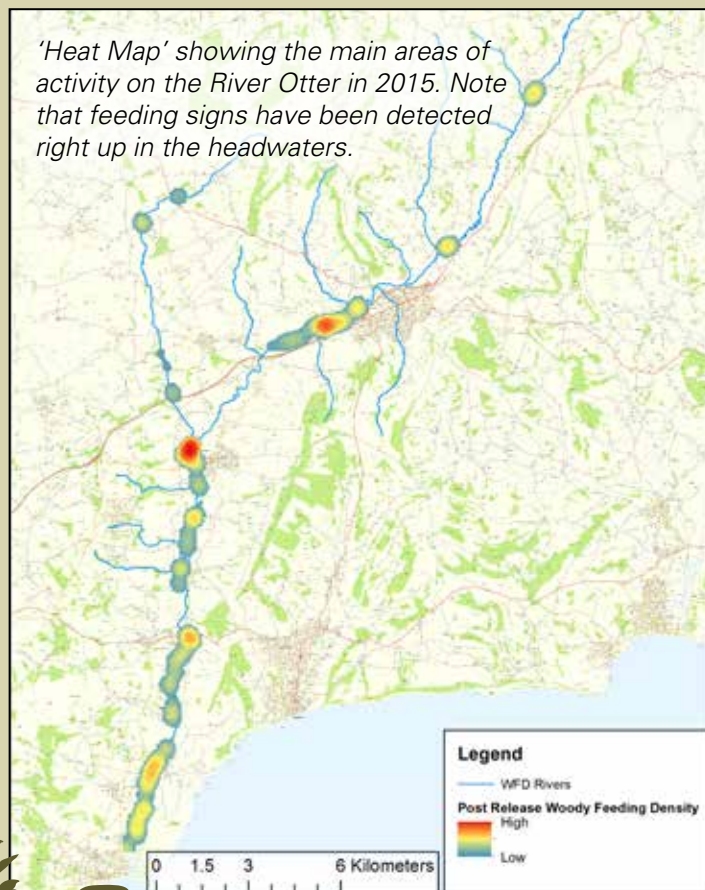 ‘Heat Map’ showing the main areas of
activity on the River Otter in 2015. Note
that feeding signs have been detected
right up in the headwaters.
Legend
WFD Rivers
Post Release Woody Feeding Density
High
Low
0 1.5 3 6 Kilometers